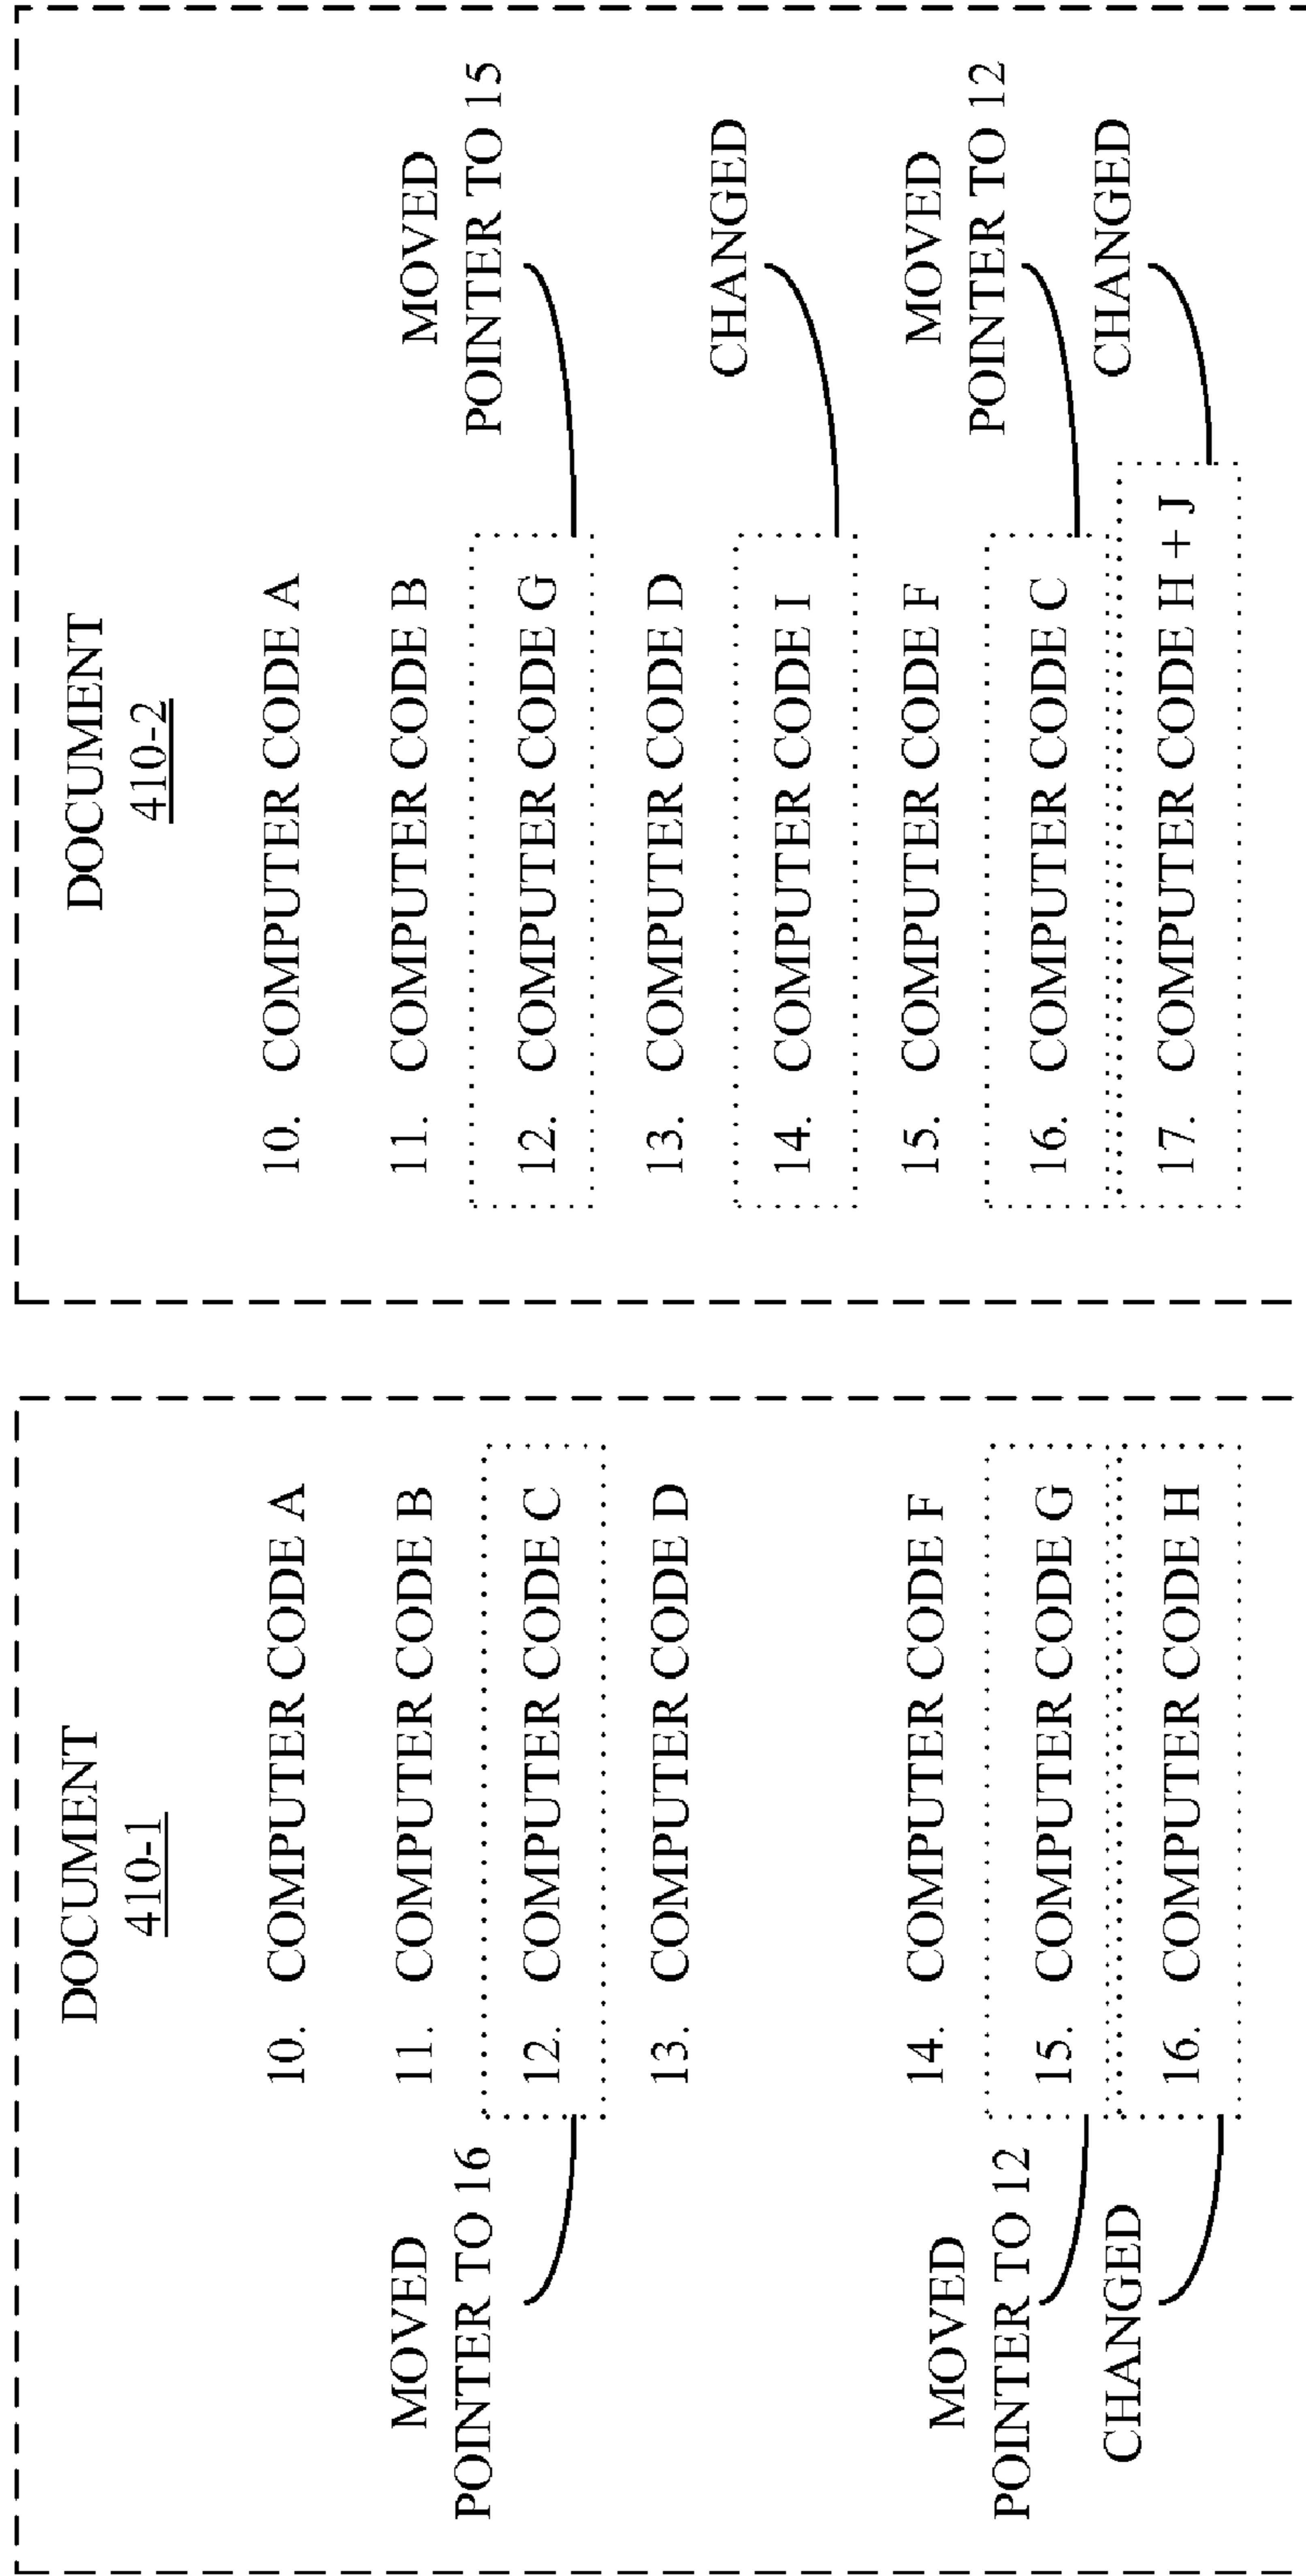 DOCUMENT
410-1
10. COMPUTER CODE A
11. COMPUTER CODE B
MOVED
POINTER TO 16
12. COMPUTER CODE C
13. COMPUTER CODE D
14. COMPUTER CODE F
MOVED
POINTER TO 12
15. COMPUTER CODE G
CHANGED
16. COMPUTER CODE H
DOCUMENT
410-2
10. COMPUTER CODE A
11. COMPUTER CODE B
MOVED
POINTER TO 15
12. COMPUTER CODE G
13. COMPUTER CODE D
CHANGED
14. COMPUTER CODE I
15. COMPUTER CODE F
MOVED
POINTER TO 12
16. COMPUTER CODE C
CHANGED
17. COMPUTER CODE H + J